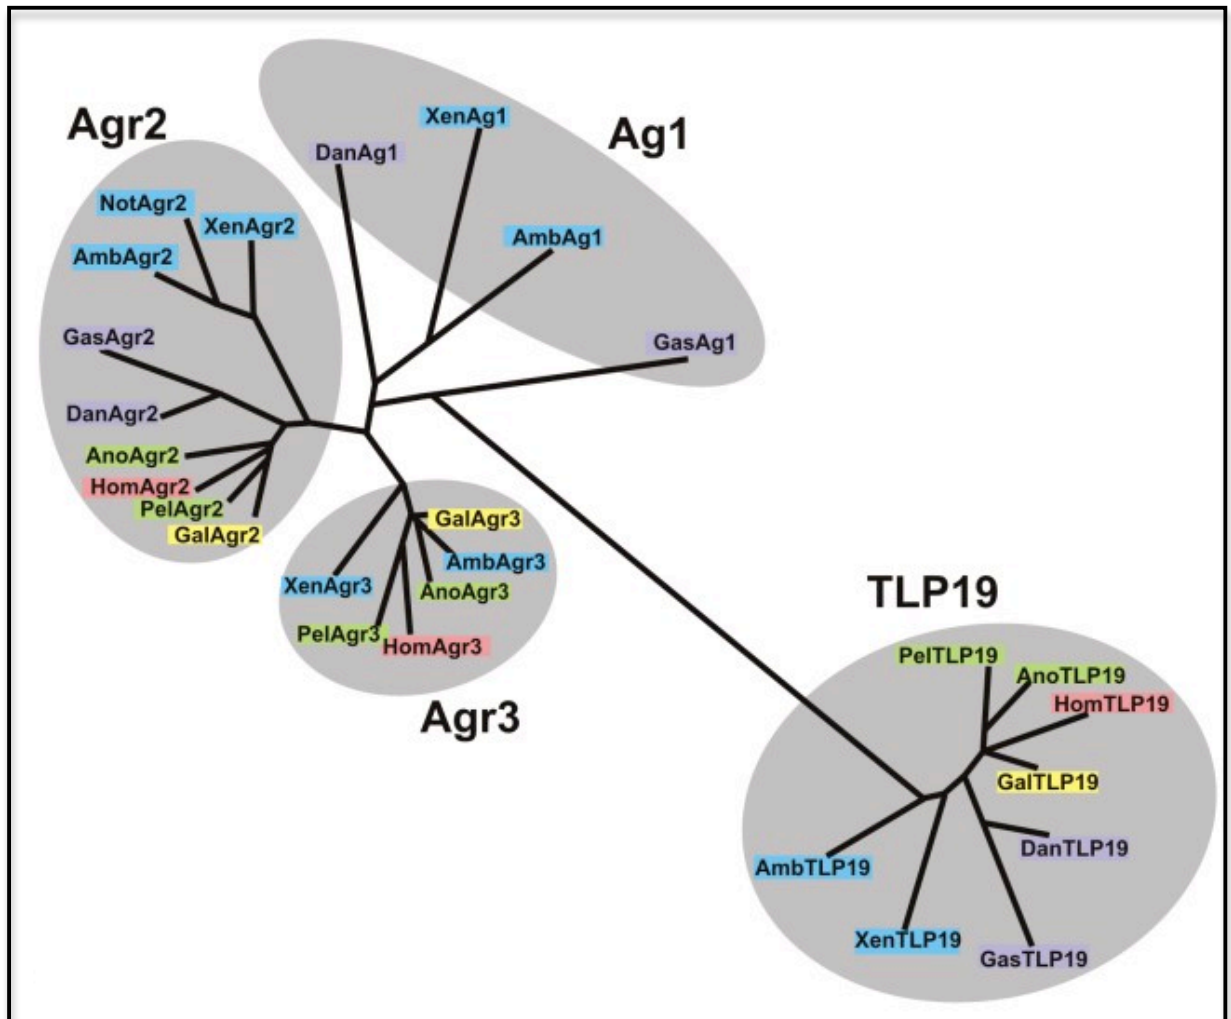 Agr2
Ag1
XenAg1
DanAg1
AmbAg1
GasAg1
NotAgr2
XenAgr2
AmbAgr2
GasAgr2
DanAgr2
AnoAgr2
HomAgr2
PelAgr2
GalAgr2
GalAgr3
AmbAgr3
XenAgr3
AnoAgr3
PelAgr3
HomAgr3
Agr3
TLP19
PelTLP19
AnoTLP19
HomTLP19
GalTLP19
DanTLP19
AmbTLP19
XenTLP19
GasTLP19